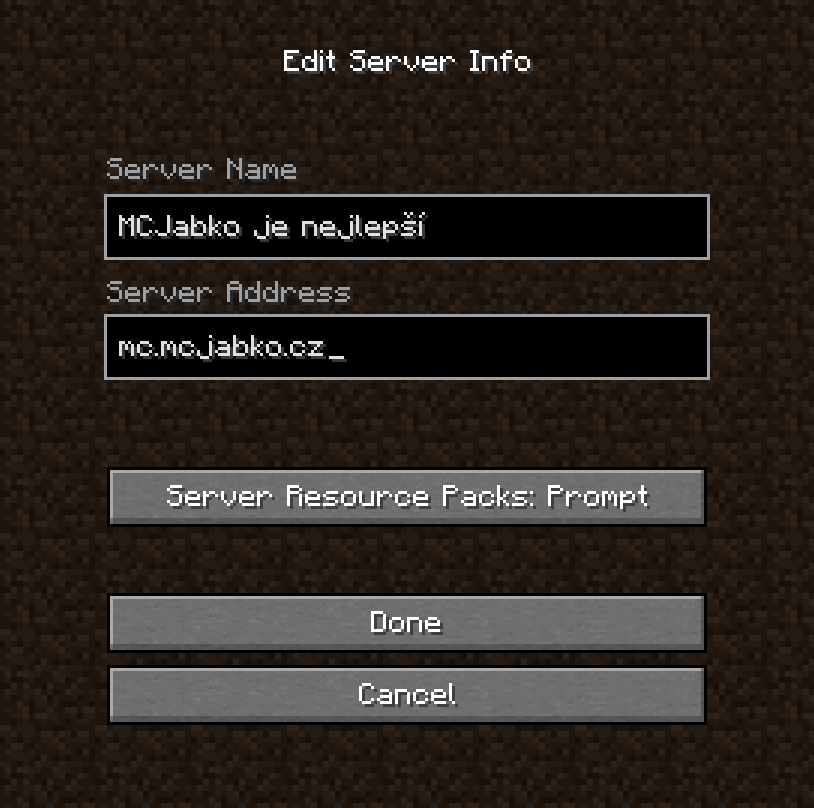 Edit Server Info
Server Name
MCJabko je nejlepší
Server Address
mc.mcjabko.cz_
Server Resource Packs: Prompt
Done
Cancel